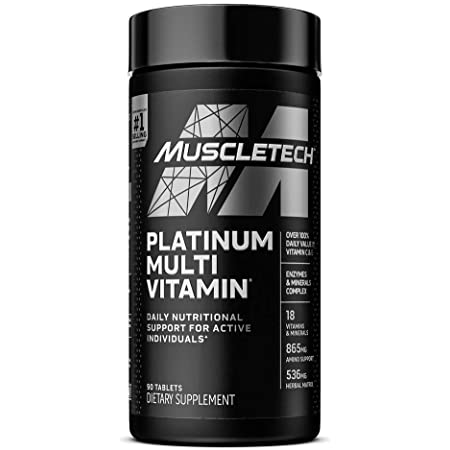 #1
SELLING
MUSCLETECH
PLATINUM
MULTI
VITAMIN*
DAILY NUTRITIONAL
SUPPORT FOR ACTIVE
INDIVIDUALS*
90 TABLETS
DIETARY SUPPLEMENT
OVER 100%
DAILY VALUE
VITAMIN C &
ENZYMES
& MINERALS
COMPLEX
18
VITAMINS
& MINERALS
865MG
AMINO SUPPORT
536MG
HERBAL MATRIX